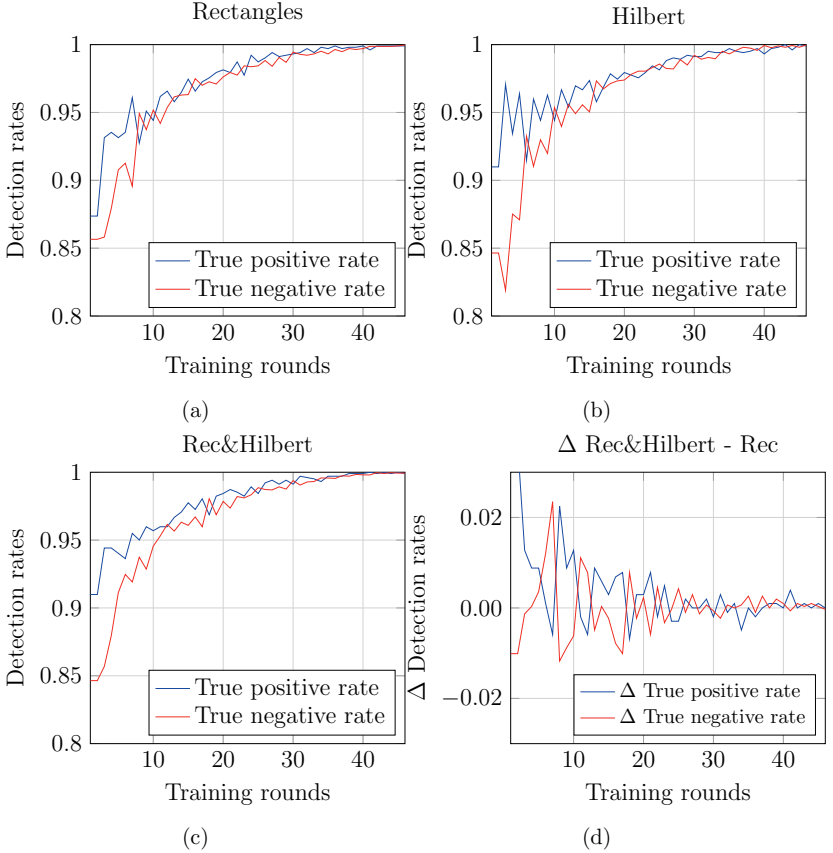 Rectangles
Detection rates
1
0.95
0.9
0.85
0.8
True positive rate
True negative rate
10 20 30 40
Training rounds
(a)
Hilbert
Detection rates
1
0.95
0.9
0.85
0.8
True positive rate
True negative rate
10 20 30 40
Training rounds
(b)
Rec&Hilbert
Detection rates
1
0.95
0.9
0.85
0.8
True positive rate
True negative rate
10 20 30 40
Training rounds
(c)
Δ Rec&Hilbert - Rec
Δ Detection rates
0.02
0.00
−0.02
Δ True positive rate
Δ True negative rate
10 20 30 40
Training rounds
(d)